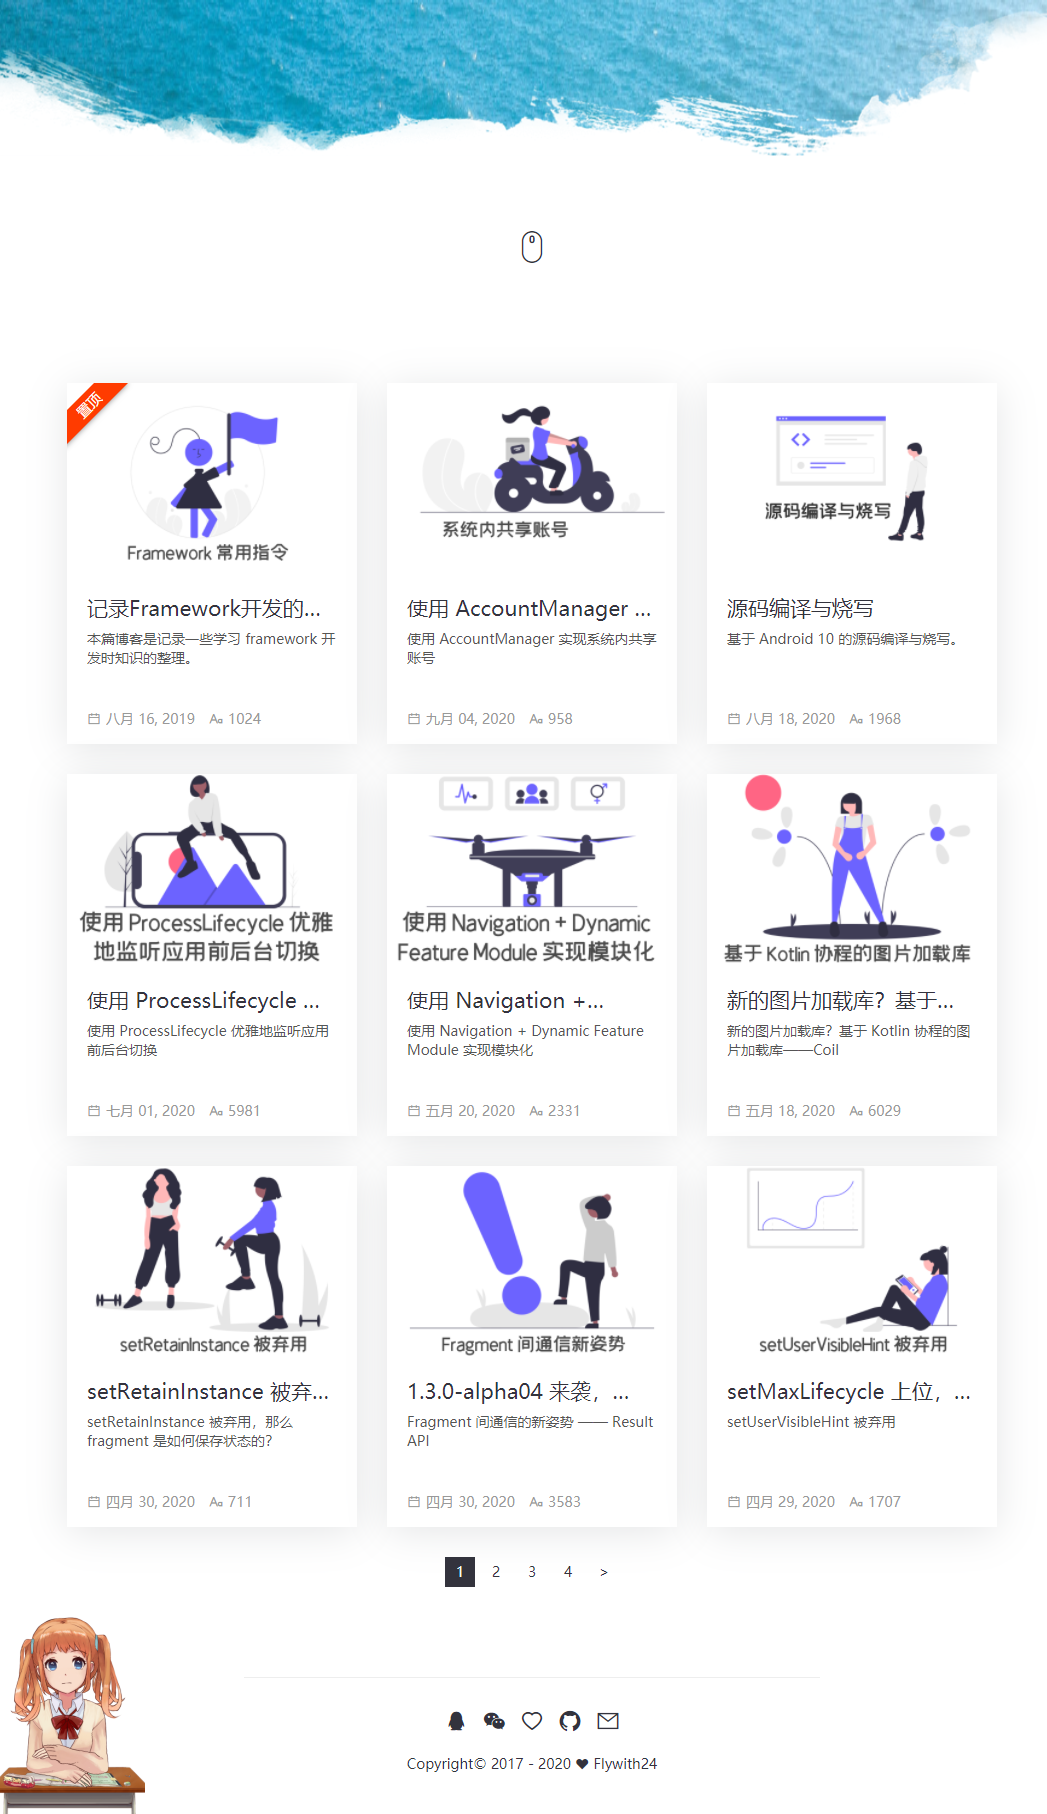 置顶
Framework 常用指令
记录Framework开发的...
本篇博客是记录一些学习 framework 开
发时知识的整理。
八月 16, 2019 Aa 1024
系统内共享账号
使用 AccountManager ...
使用 AccountManager 实现系统内共享
账号
九月 04, 2020 Aa 958
源码编译与烧写
源码编译与烧写
基于 Android 10 的源码编译与烧写。
八月 18, 2020 Aa 1968
使用 ProcessLifecycle 优雅
地监听应用前后台切换
使用 ProcessLifecycle ...
使用 ProcessLifecycle 优雅地监听应用
前后台切换
七月 01, 2020 Aa 5981
使用 Navigation + Dynamic
Feature Module 实现模块化
使用 Navigation +...
使用 Navigation + Dynamic Feature
Module 实现模块化
五月 20, 2020 Aa 2331
基于 Kotlin 协程的图片加载库
新的图片加载库？基于...
新的图片加载库？基于 Kotlin 协程的图
片加载库——Coil
五月 18, 2020 Aa 6029
setRetainInstance 被弃用
setRetainInstance 被弃...
setRetainInstance 被弃用，那么
fragment 是如何保存状态的？
四月 30, 2020 Aa 711
Fragment 间通信新姿势
1.3.0-alpha04 来袭，...
Fragment 间通信的新姿势 —— Result
API
四月 30, 2020 Aa 3583
setUserVisibleHint 被弃用
setMaxLifecycle 上位，...
setUserVisibleHint 被弃用
四月 29, 2020 Aa 1707
1 2 3 4 >
Copyright© 2017 - 2020 ♥ Flywith24